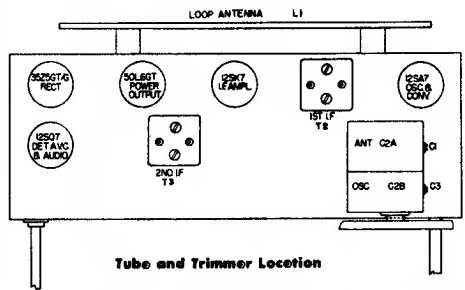 LOOP ANTENNA L1
35Z5GT/G
RECT
50L6GT
POWER
OUTPUT
12SK7
I.F. AMPL.
1ST I.F
T2
12SA7
OSC. &
CONV.
12SQ7
DET A.V.C.
& AUDIO
2ND I.F
T3
ANT C2A
C1
OSC C2B
C3
Tube and Trimmer Location